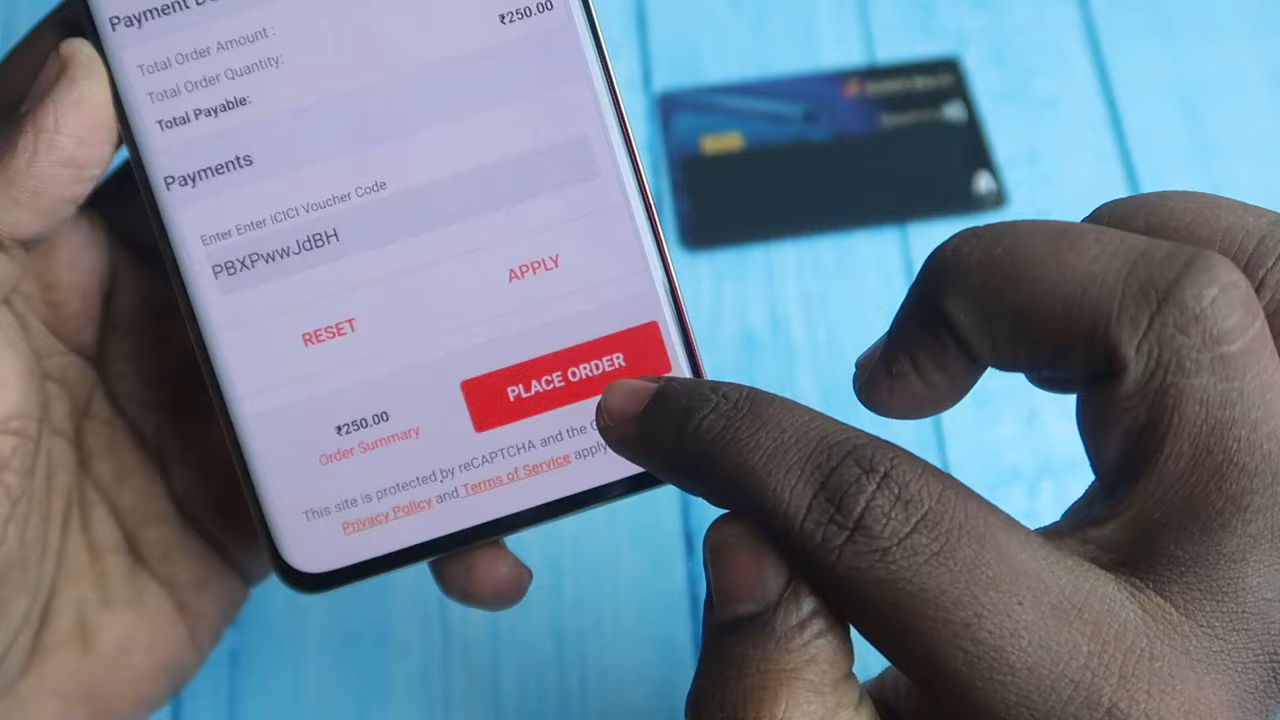 Payment
₹250.00
Total Order Amount :
Total Order Quantity:
Total Payable:
Payments
Enter Enter ICICI Voucher Code
PBXPwwJdBH
APPLY
RESET
PLACE ORDER
₹250.00
Order Summary
This site is protected by reCAPTCHA and the
Privacy Policy and Terms of Service apply